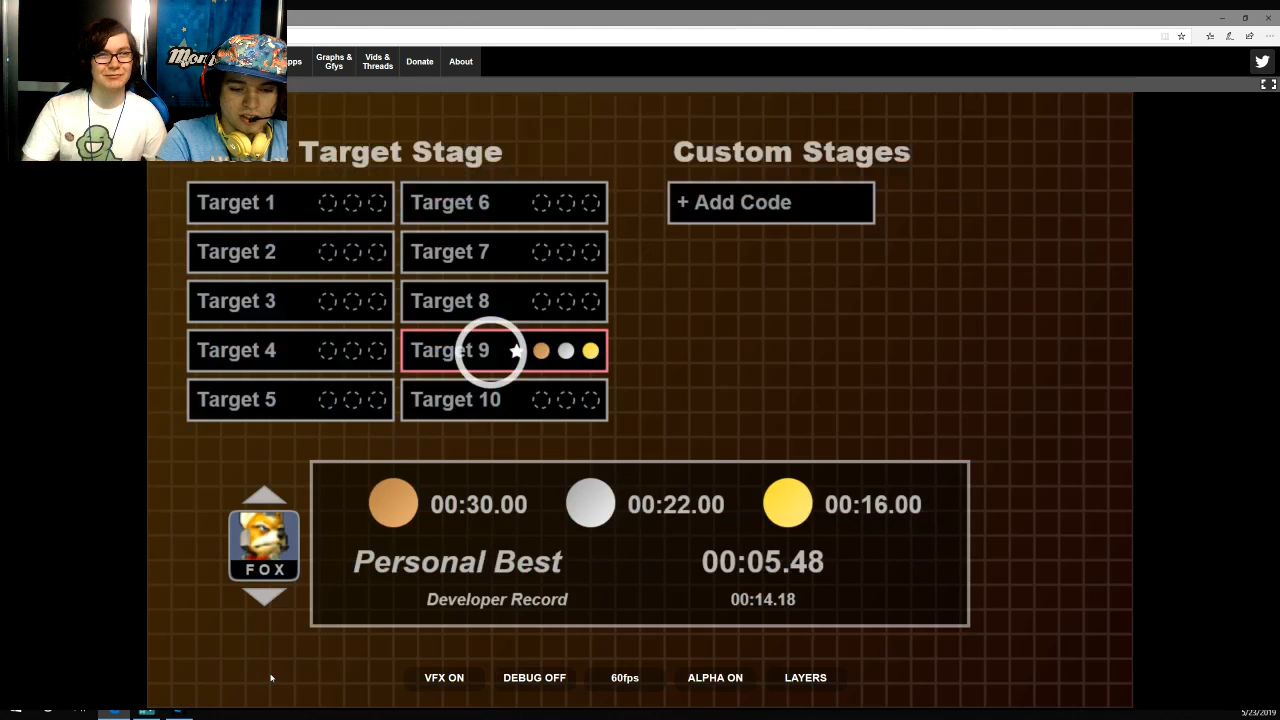 Graphs & Gfys
Vids & Threads
Donate
About
Target Stage
Custom Stages
Target 1
Target 6
+ Add Code
Target 2
Target 7
Target 3
Target 8
Target 4
Target 9
Target 5
Target 10
00:30.00
00:22.00
00:16.00
FOX
Personal Best
00:05.48
Developer Record
00:14.18
VFX ON
DEBUG OFF
60fps
ALPHA ON
LAYERS
5/23/2019